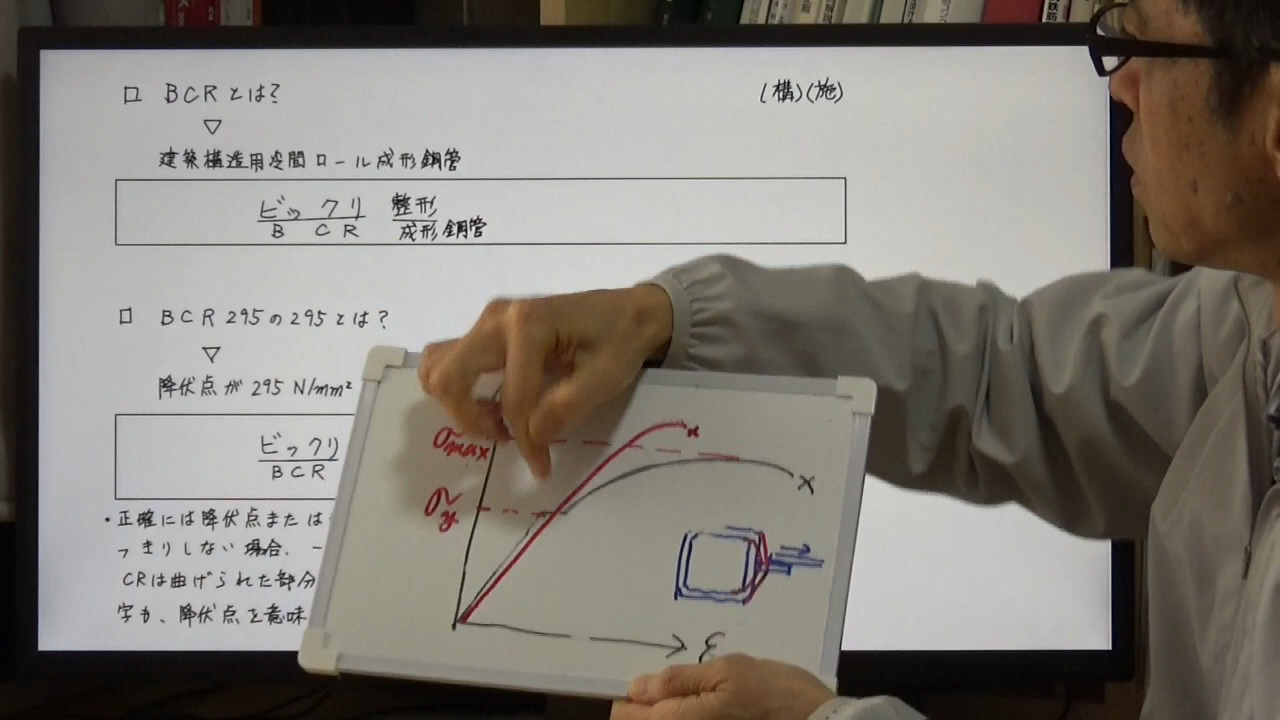 □ BCRとは? (構)(施)
▽
建築構造用冷間ロール成形鋼管
ビックリ 整形
B C R 成形鋼管
□ BCR295の295とは?
▽
降伏点が295 N/mm²
ビックリ
BCR
・正確には降伏点または
っきりしない場合、一
CRは曲げられた部分
字が、降伏点を意味
σmax
σy
x
x
ε